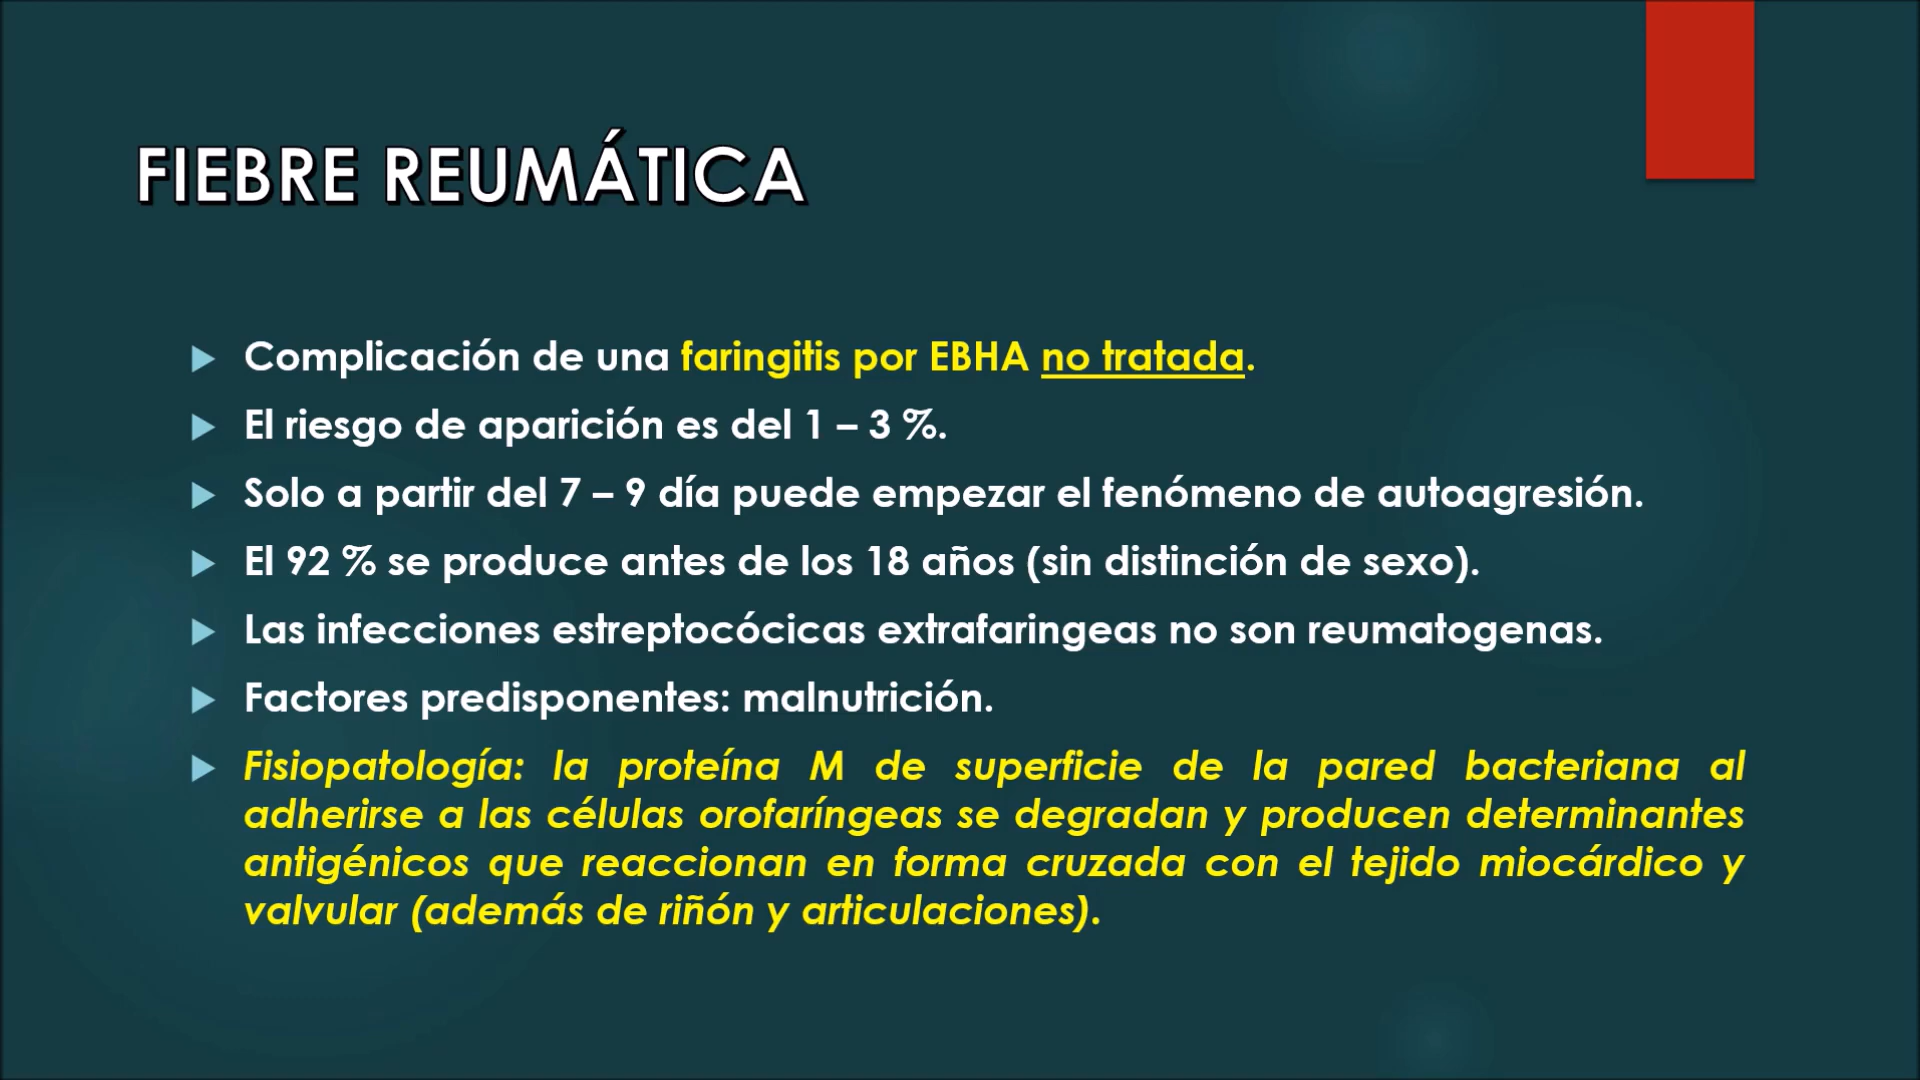 FIEBRE REUMÁTICA
Complicación de una faringitis por EBHA no tratada.
El riesgo de aparición es del 1 – 3 %.
Solo a partir del 7 – 9 día puede empezar el fenómeno de autoagresión.
El 92 % se produce antes de los 18 años (sin distinción de sexo).
Las infecciones estreptocócicas extrafaringeas no son reumatogenas.
Factores predisponentes: malnutrición.
Fisiopatología: la proteína M de superficie de la pared bacteriana al
adherirse a las células orofaríngeas se degradan y producen determinantes
antigénicos que reaccionan en forma cruzada con el tejido miocárdico y
valvular (además de riñón y articulaciones).